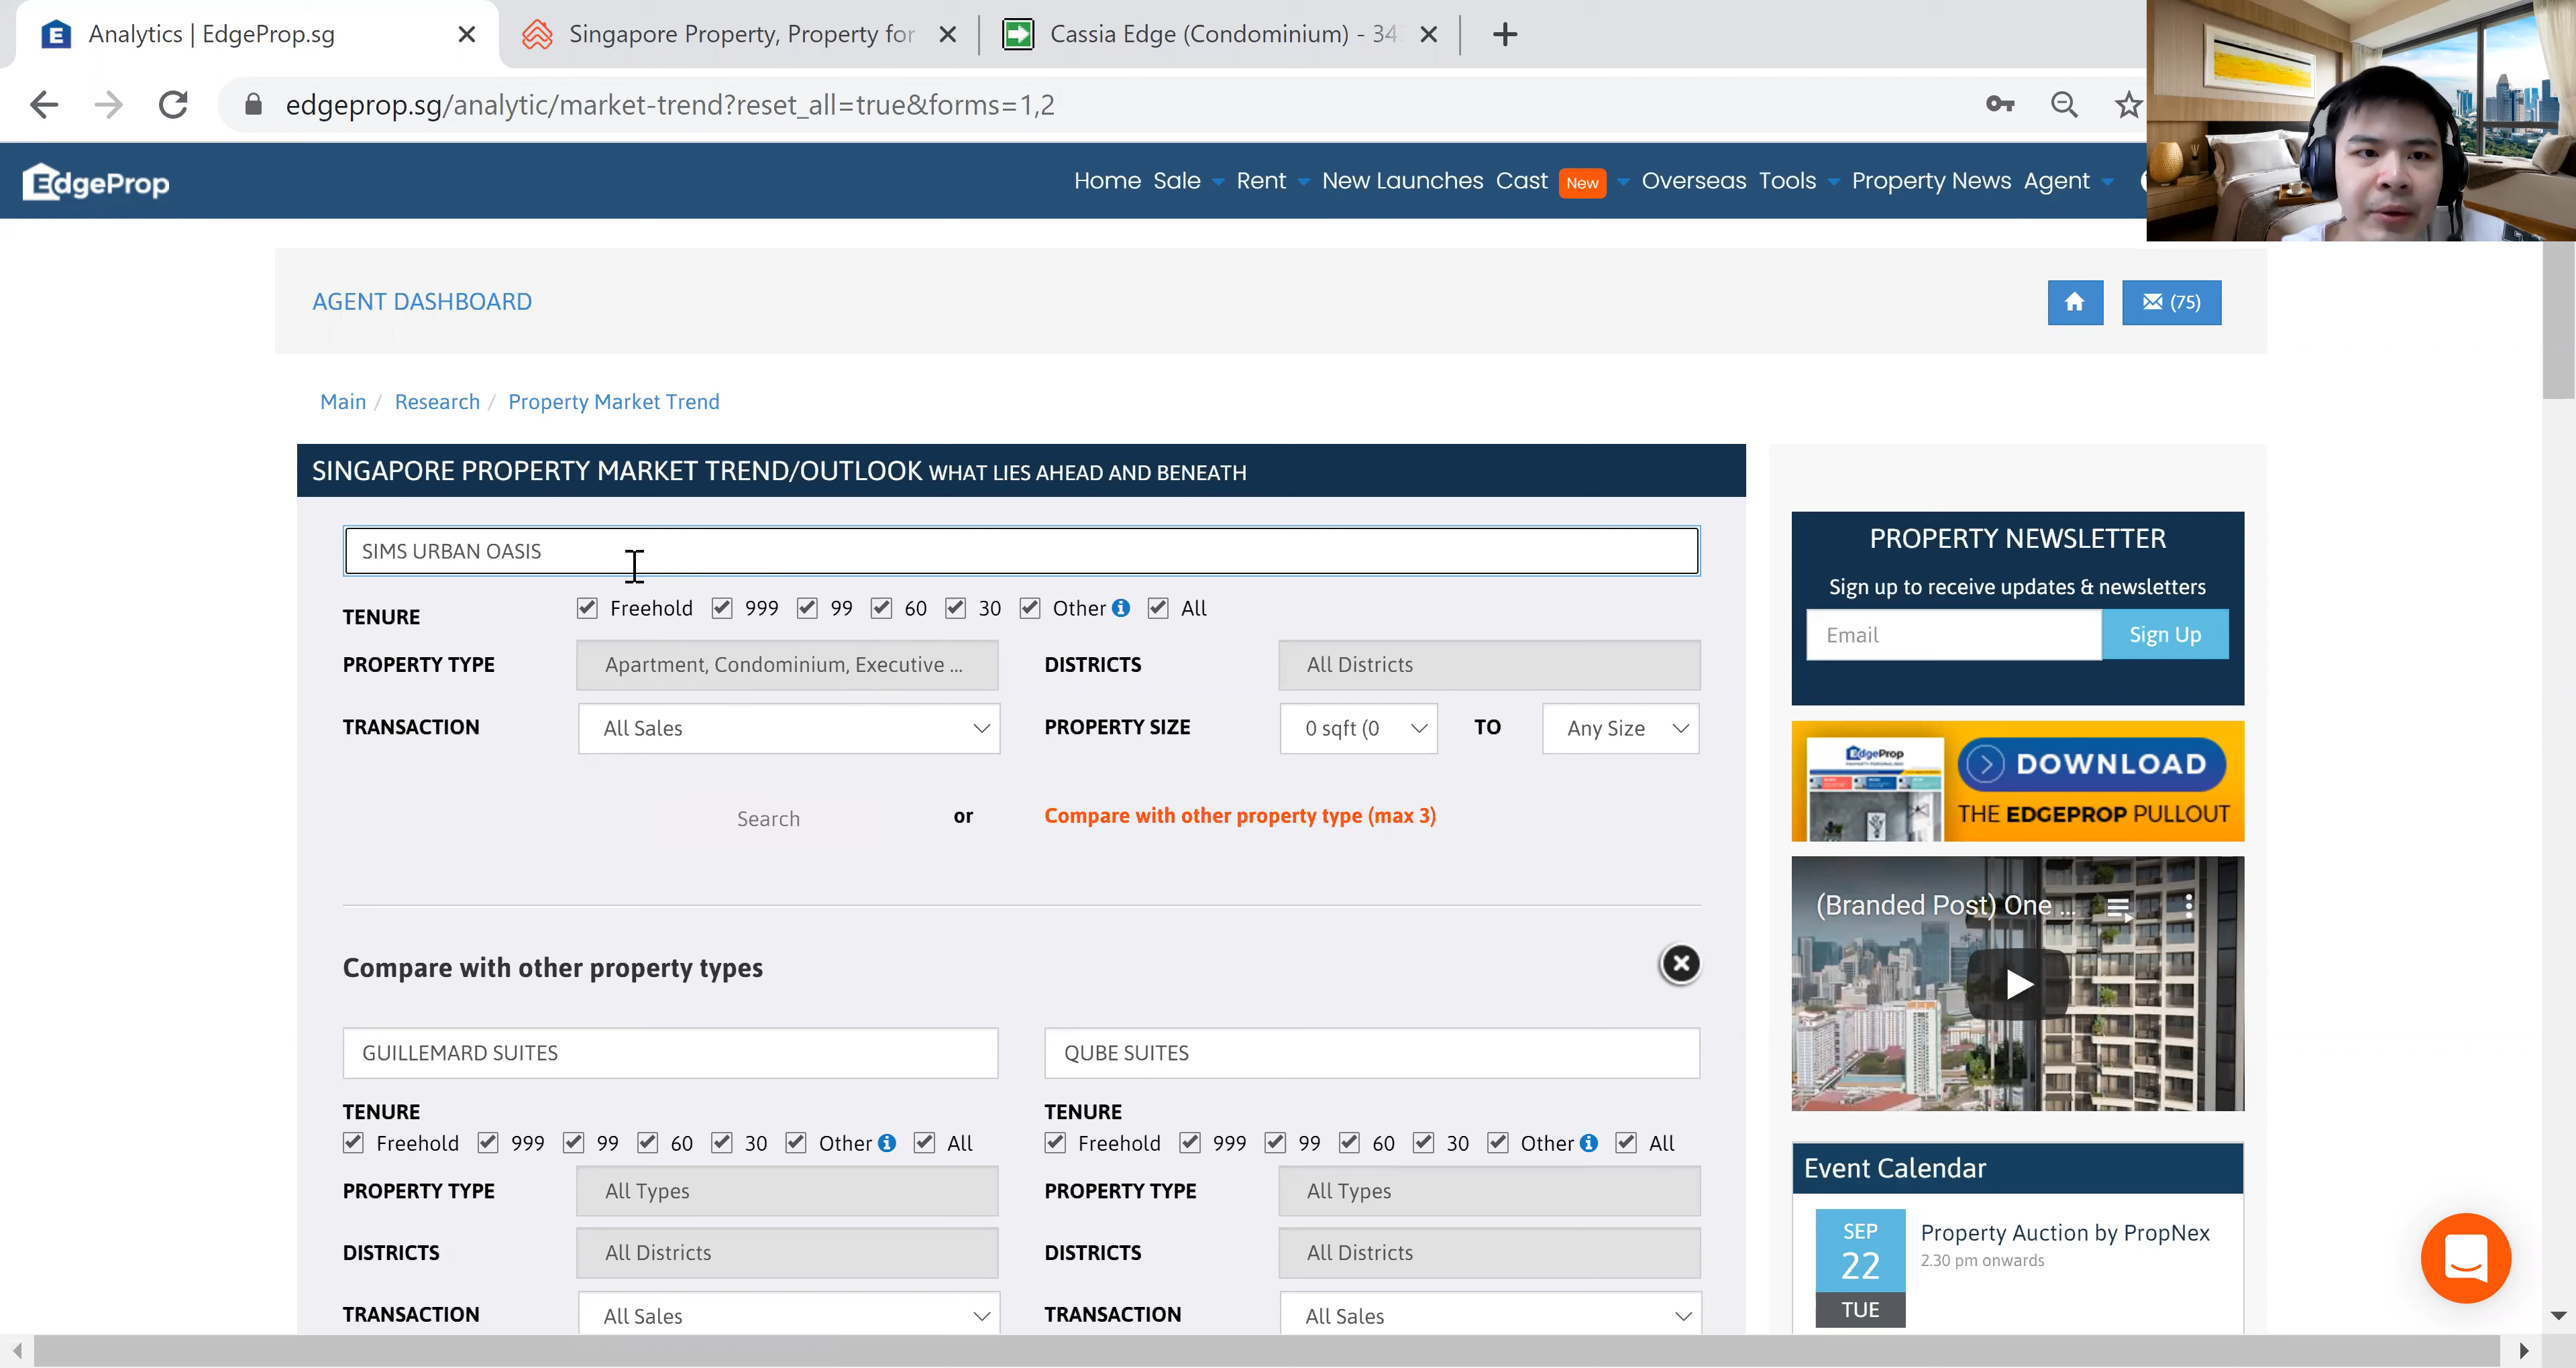 Analytics | EdgeProp.sg
Singapore Property, Property for
Cassia Edge (Condominium) - 34
edgeprop.sg/analytic/market-trend?reset_all=true&forms=1,2
EdgeProp
Home Sale Rent New Launches Cast New Overseas Tools Property News Agent
AGENT DASHBOARD
(75)
Main / Research / Property Market Trend
SINGAPORE PROPERTY MARKET TREND/OUTLOOK WHAT LIES AHEAD AND BENEATH
SIMS URBAN OASIS
TENURE Freehold 999 99 60 30 Other All
PROPERTY TYPE Apartment, Condominium, Executive ... DISTRICTS All Districts
TRANSACTION All Sales PROPERTY SIZE 0 sqft (0 TO Any Size
Search or Compare with other property type (max 3)
Compare with other property types
GUILLEMARD SUITES QUBE SUITES
TENURE TENURE
Freehold 999 99 60 30 Other All Freehold 999 99 60 30 Other All
PROPERTY TYPE All Types PROPERTY TYPE All Types
DISTRICTS All Districts DISTRICTS All Districts
TRANSACTION All Sales TRANSACTION All Sales
PROPERTY NEWSLETTER
Sign up to receive updates & newsletters
Email Sign Up
EdgeProp
DOWNLOAD
THE EDGEPROP PULLOUT
(Branded Post) One ...
Event Calendar
SEP
22
TUE
Property Auction by PropNex
2.30 pm onwards